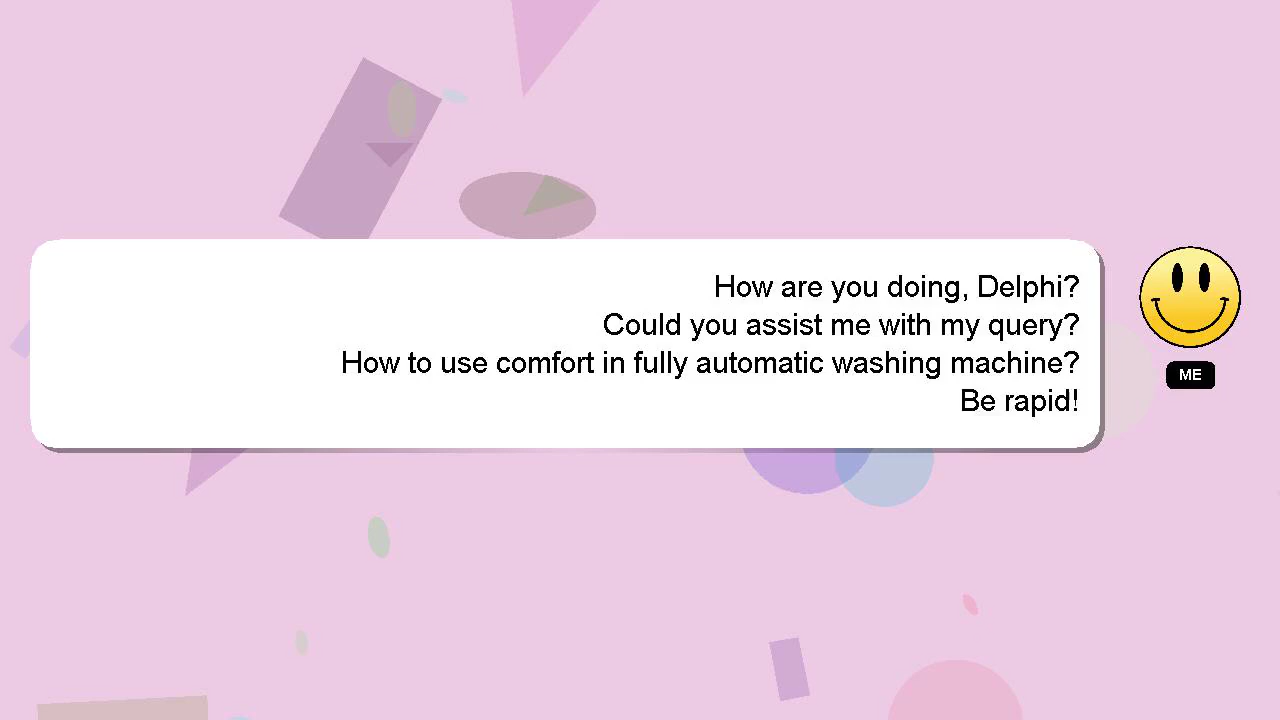 How are you doing, Delphi?
Could you assist me with my query?
How to use comfort in fully automatic washing machine?
Be rapid!
ME